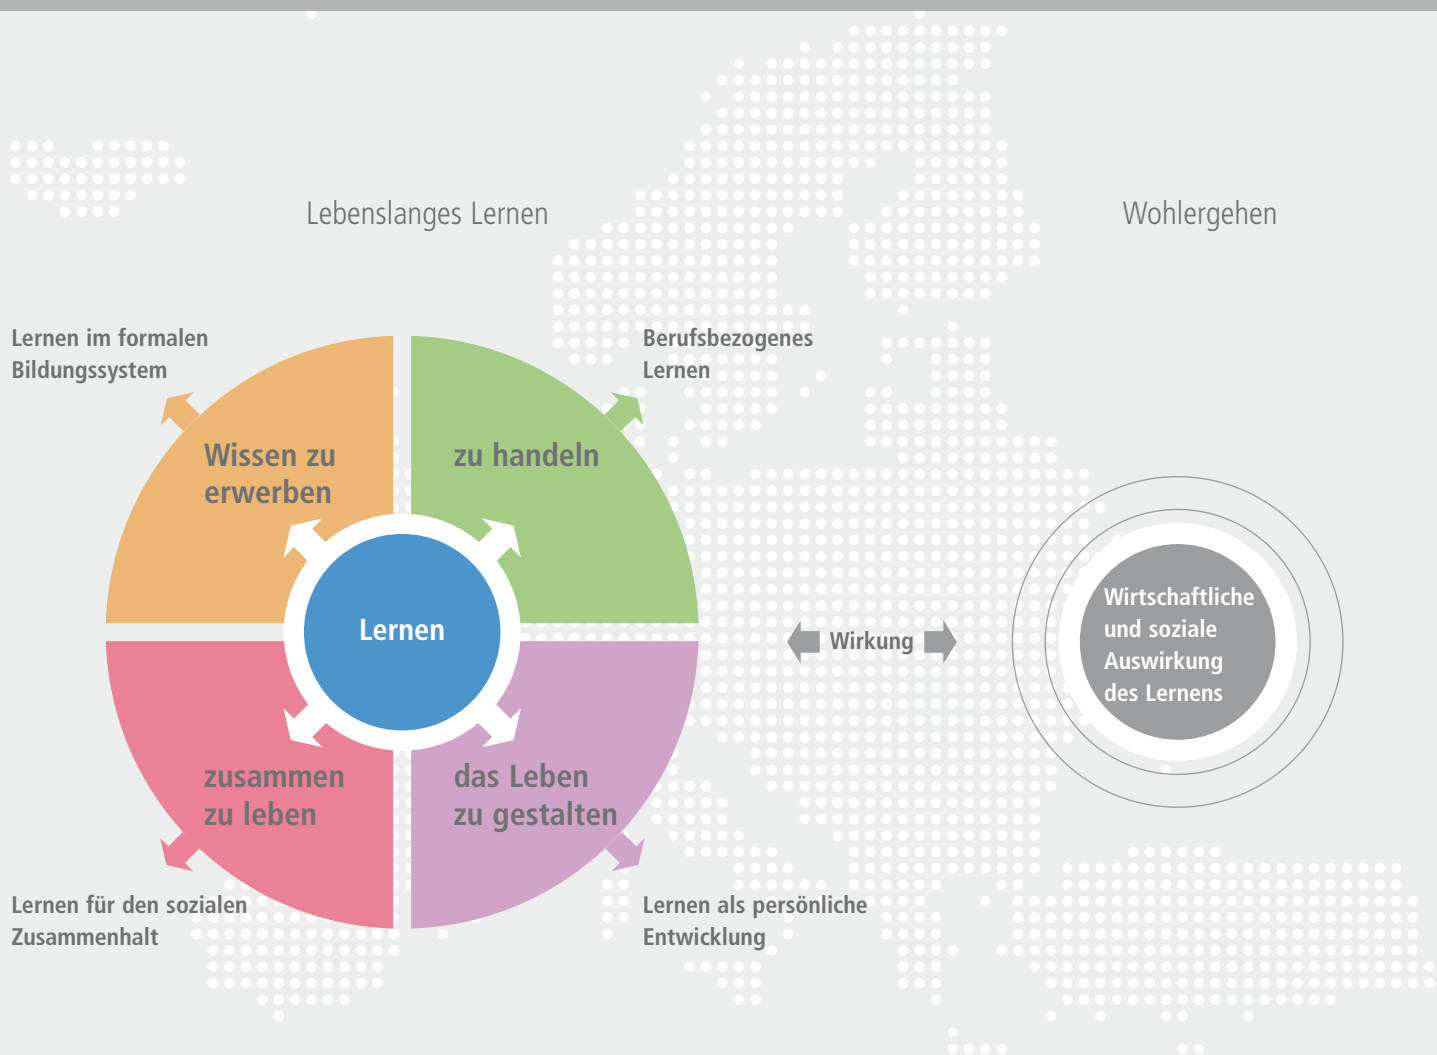 Lebenslanges Lernen
Wohlergehen
Lernen im formalen
Bildungssystem
Berufsbezogenes
Lernen
Wissen zu
erwerben
zu handeln
Lernen
Wirkung
Wirtschaftliche
und soziale
Auswirkung
des Lernens
zusammen
zu leben
das Leben
zu gestalten
Lernen für den sozialen
Zusammenhalt
Lernen als persönliche
Entwicklung